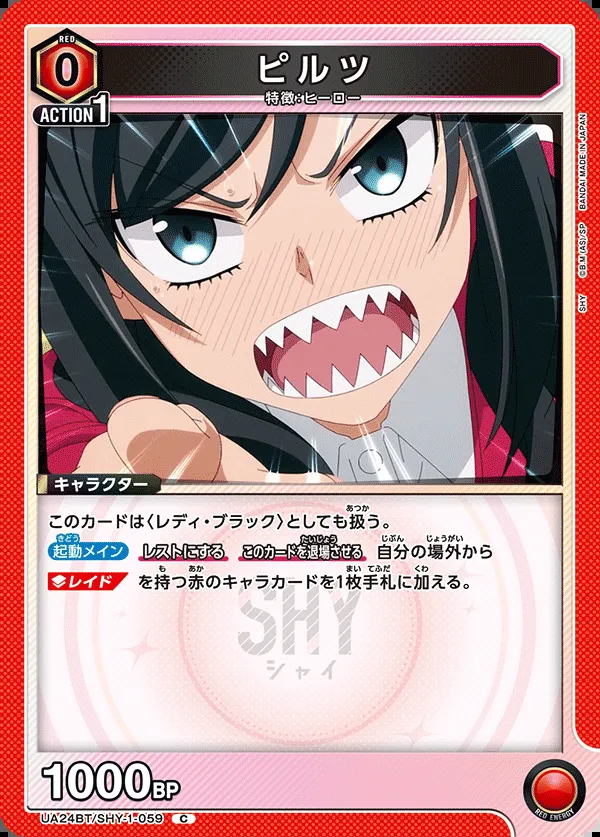 RED
0
ACTION 1
ピルツ
特徴:ヒーロー
SHY ©B.M (AS)/SP BANDAI MADE IN JAPAN
キャラクター
このカードは〈レディ・ブラック〉としても扱う。
起動メイン レストにする このカードを退場させる 自分の場外から
レイド を持つ赤のキャラカードを1枚手札に加える。
SHY
シャイ
1000BP
UA24BT/SHY-1-059 C
RED ENERGY